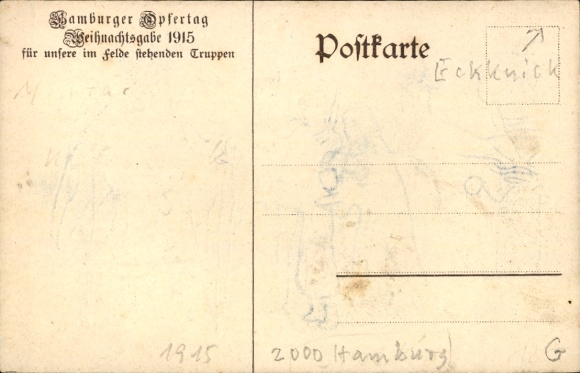 Hamburger Opfertag
Weihnachtsgabe 1915
für unsere im Felde stehenden Truppen
Postkarte
Eckknick
1915
2000 Hamburg
G